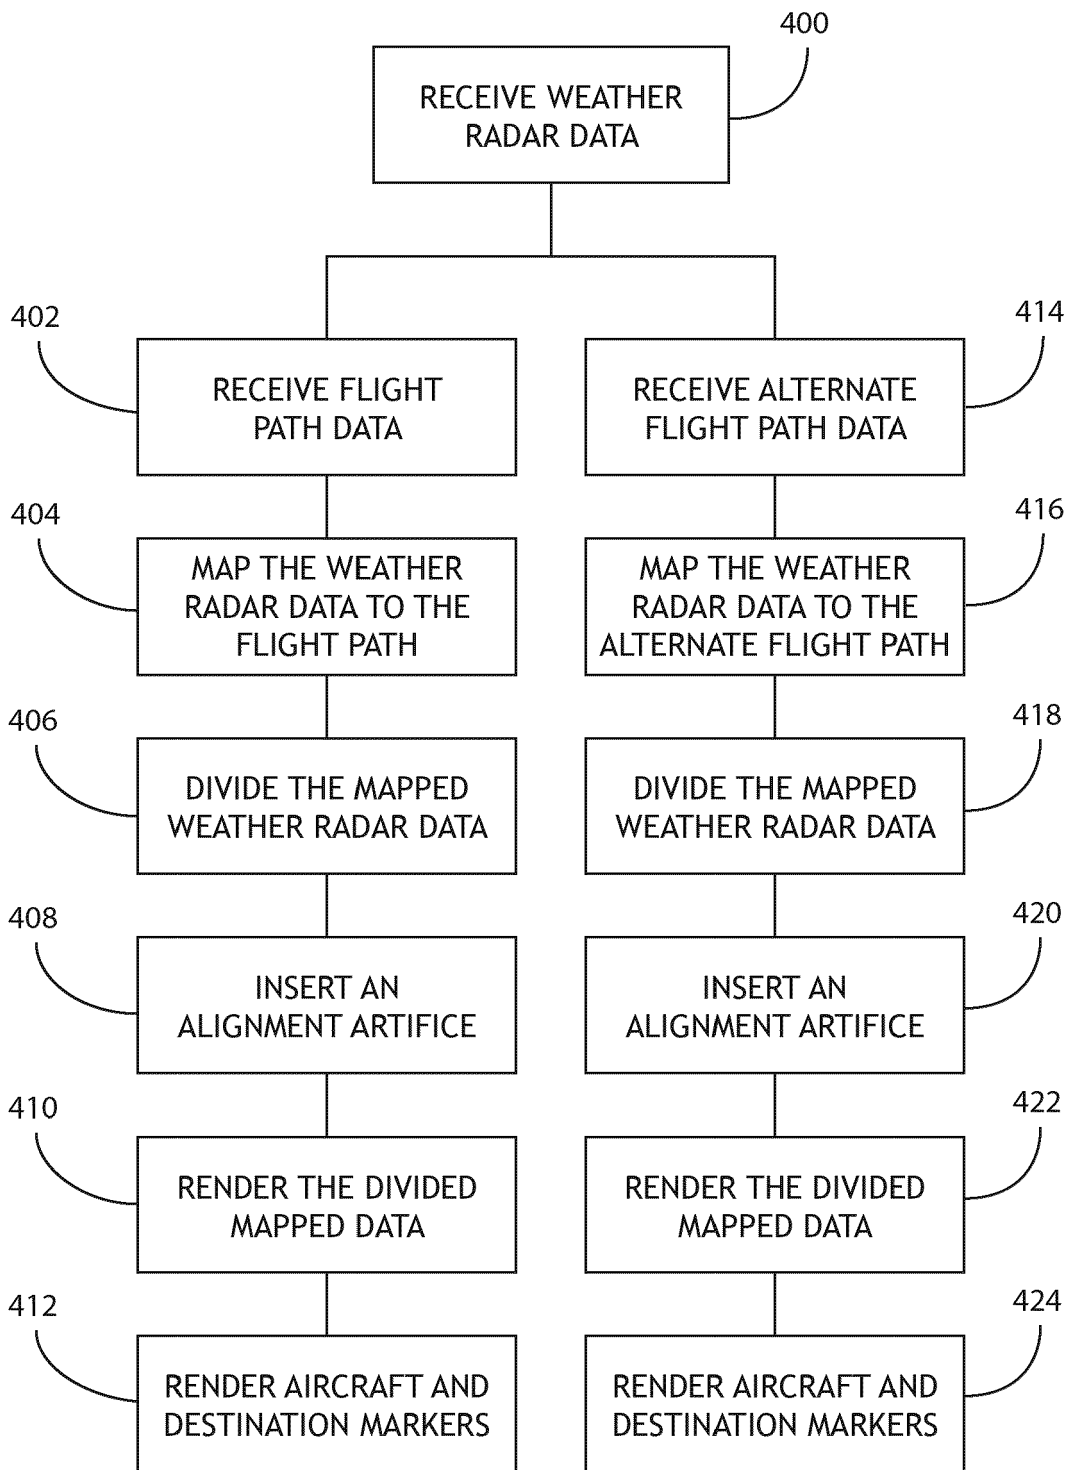 400
RECEIVE WEATHER
RADAR DATA
402
RECEIVE FLIGHT
PATH DATA
414
RECEIVE ALTERNATE
FLIGHT PATH DATA
404
MAP THE WEATHER
RADAR DATA TO THE
FLIGHT PATH
416
MAP THE WEATHER
RADAR DATA TO THE
ALTERNATE FLIGHT PATH
406
DIVIDE THE MAPPED
WEATHER RADAR DATA
418
DIVIDE THE MAPPED
WEATHER RADAR DATA
408
INSERT AN
ALIGNMENT ARTIFICE
420
INSERT AN
ALIGNMENT ARTIFICE
410
RENDER THE DIVIDED
MAPPED DATA
422
RENDER THE DIVIDED
MAPPED DATA
412
RENDER AIRCRAFT AND
DESTINATION MARKERS
424
RENDER AIRCRAFT AND
DESTINATION MARKERS